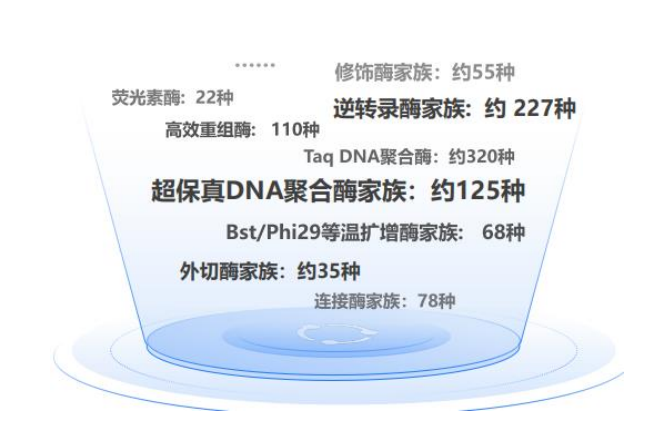 ......
修饰酶家族：约55种
荧光素酶: 22种
逆转录酶家族: 约 227种
高效重组酶: 110种
Taq DNA聚合酶：约320种
超保真DNA聚合酶家族：约125种
Bst/Phi29等温扩增酶家族: 68种
外切酶家族：约35种
连接酶家族：78种